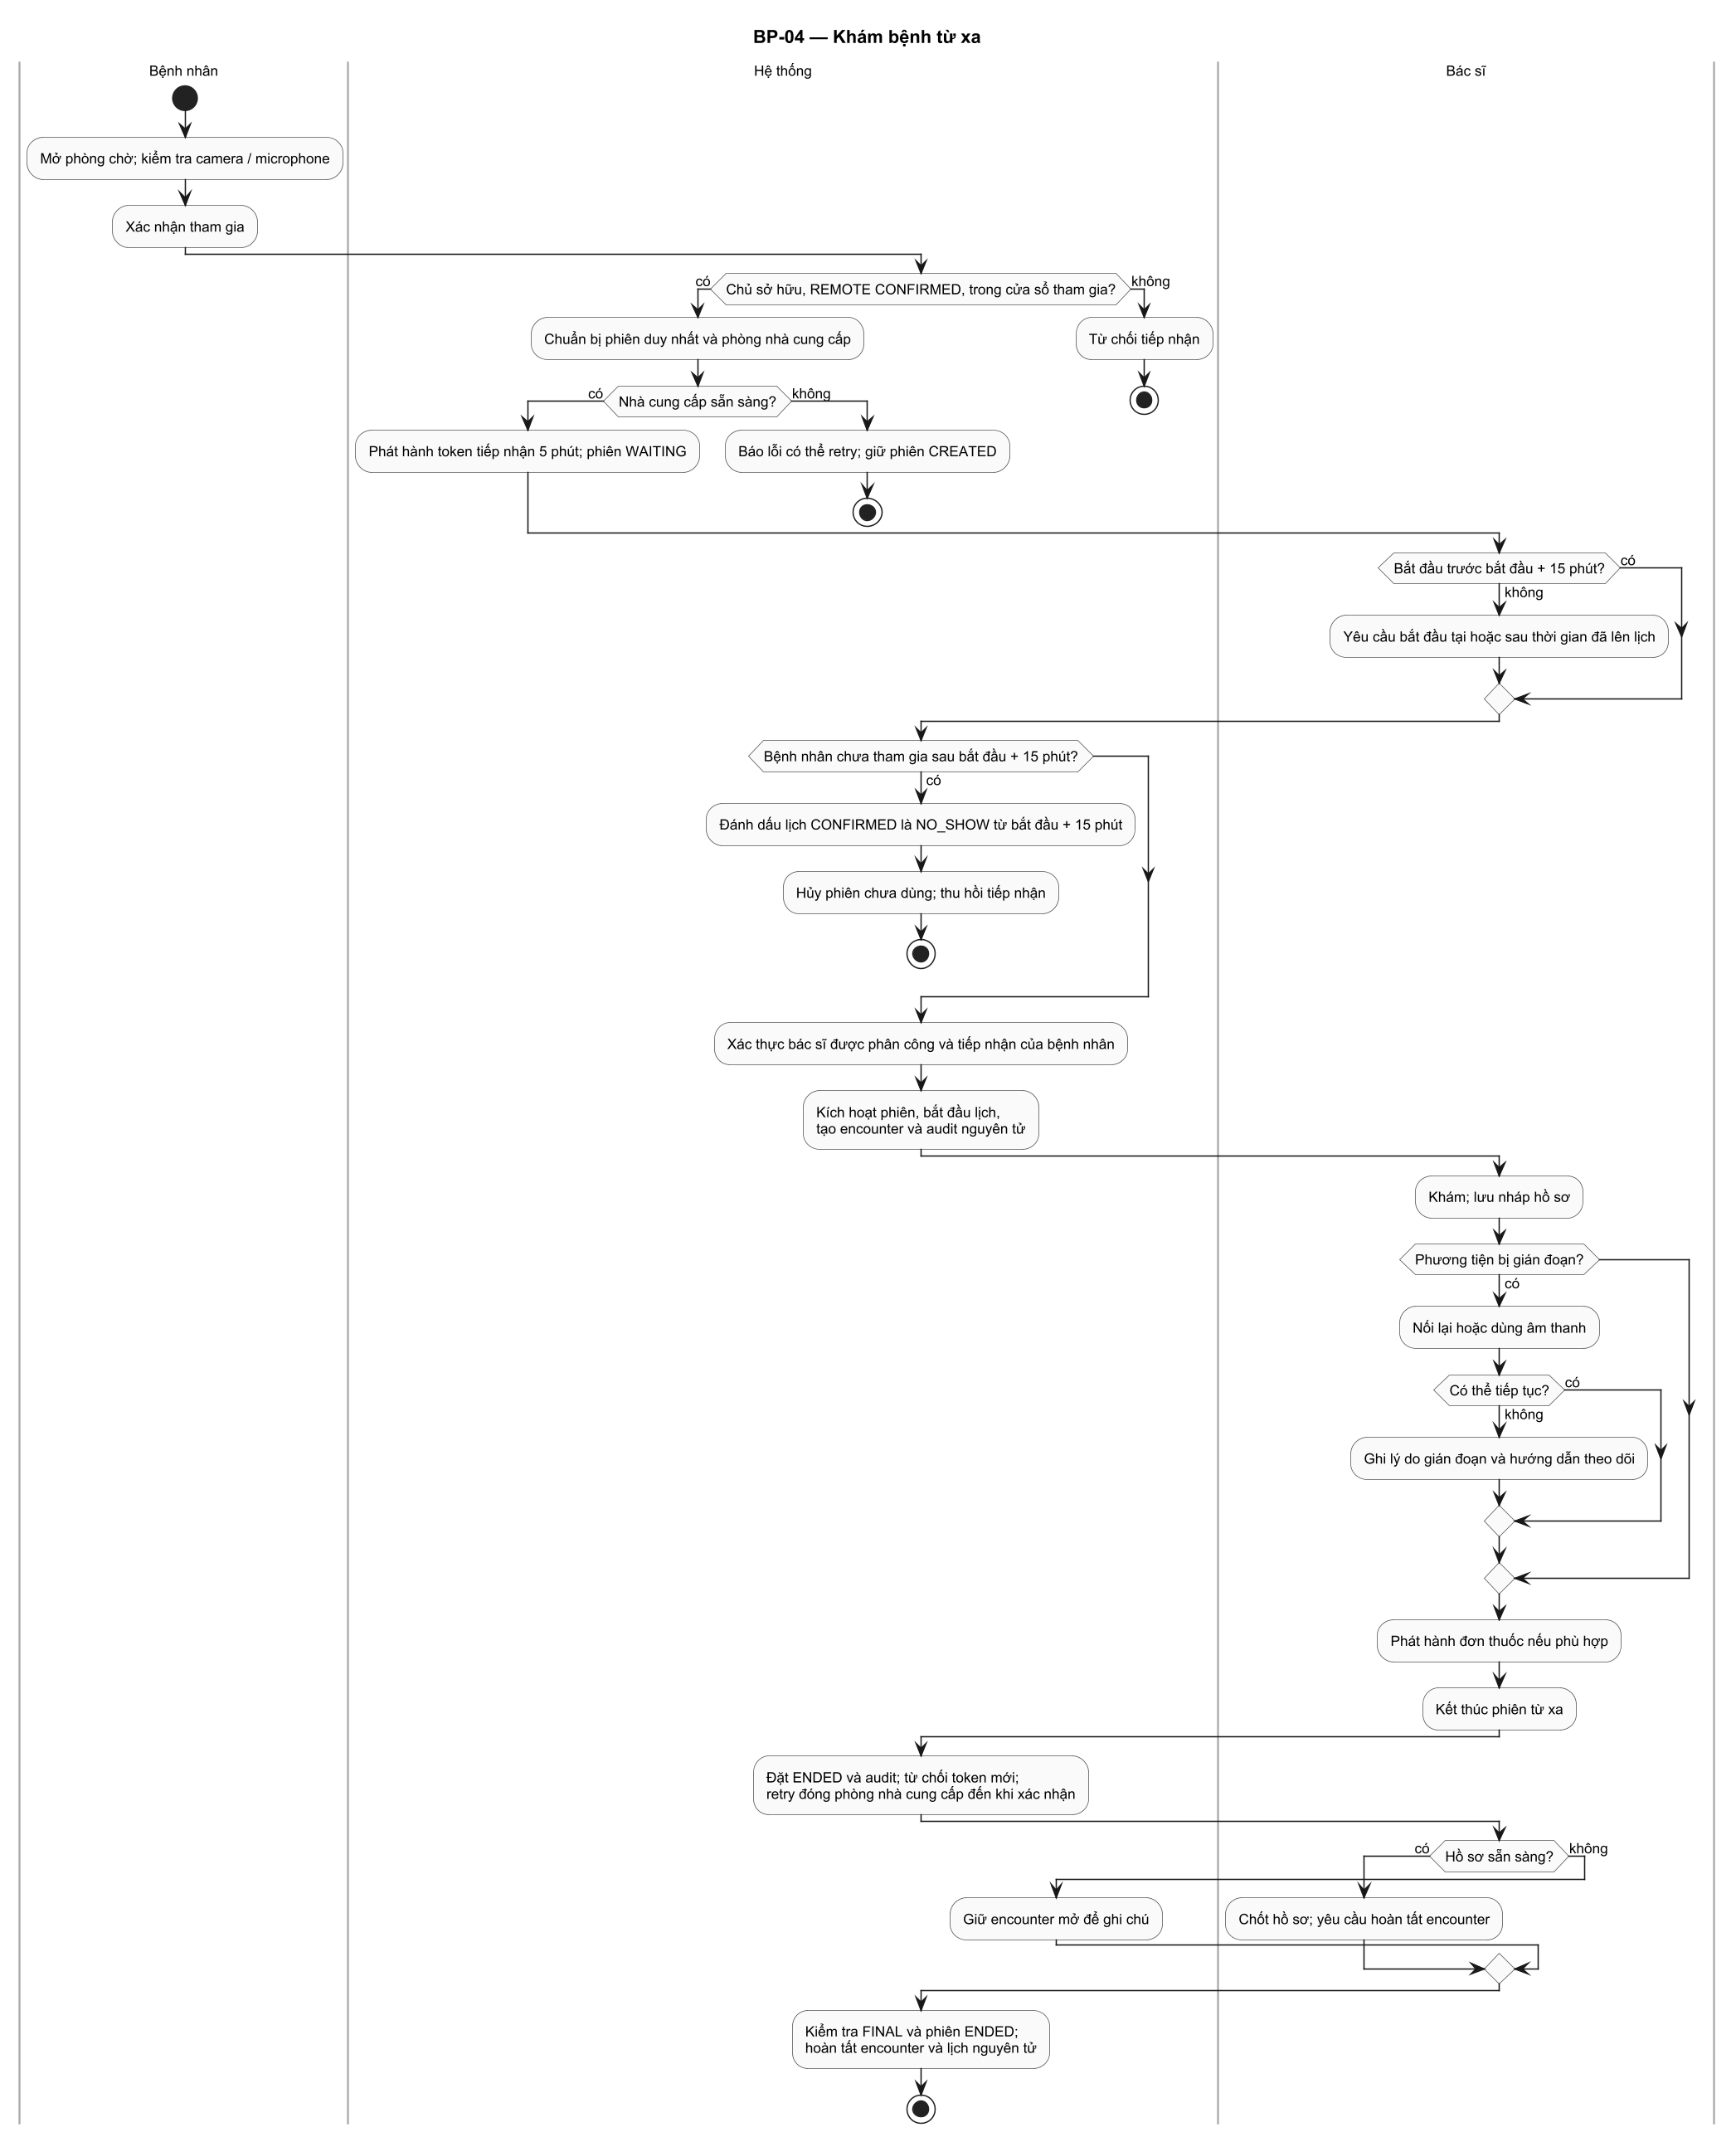 BP-04 — Khám bệnh từ xa
Bệnh nhân
Hệ thống
Bác sĩ
Mở phòng chờ; kiểm tra camera / microphone
Xác nhận tham gia
có
Chủ sở hữu, REMOTE CONFIRMED, trong cửa sổ tham gia?
không
Chuẩn bị phiên duy nhất và phòng nhà cung cấp
Từ chối tiếp nhận
có
Nhà cung cấp sẵn sàng?
không
Phát hành token tiếp nhận 5 phút; phiên WAITING
Báo lỗi có thể retry; giữ phiên CREATED
Bắt đầu trước bắt đầu + 15 phút?
có
không
Yêu cầu bắt đầu tại hoặc sau thời gian đã lên lịch
Bệnh nhân chưa tham gia sau bắt đầu + 15 phút?
có
Đánh dấu lịch CONFIRMED là NO_SHOW từ bắt đầu + 15 phút
Hủy phiên chưa dùng; thu hồi tiếp nhận
Xác thực bác sĩ được phân công và tiếp nhận của bệnh nhân
Kích hoạt phiên, bắt đầu lịch,
tạo encounter và audit nguyên tử
Khám; lưu nháp hồ sơ
Phương tiện bị gián đoạn?
có
Nối lại hoặc dùng âm thanh
Có thể tiếp tục?
có
không
Ghi lý do gián đoạn và hướng dẫn theo dõi
Phát hành đơn thuốc nếu phù hợp
Kết thúc phiên từ xa
Đặt ENDED và audit; từ chối token mới;
retry đóng phòng nhà cung cấp đến khi xác nhận
có
Hồ sơ sẵn sàng?
không
Giữ encounter mở để ghi chú
Chốt hồ sơ; yêu cầu hoàn tất encounter
Kiểm tra FINAL và phiên ENDED;
hoàn tất encounter và lịch nguyên tử